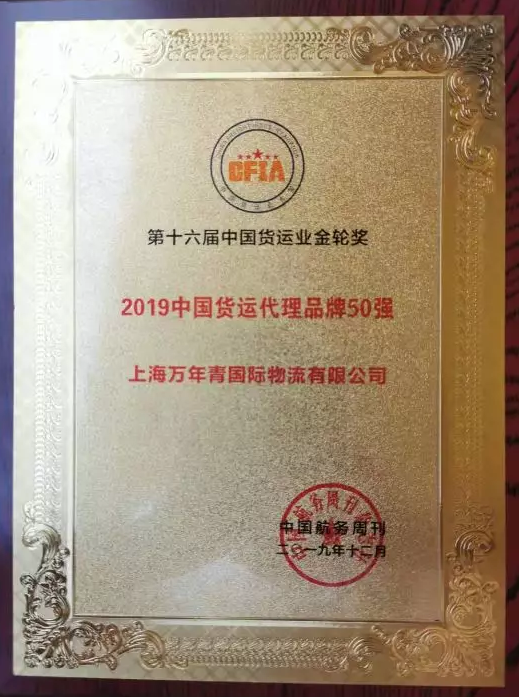 CFIA
第十六届中国货运业金轮奖
2019中国货运代理品牌50强
上海万年青国际物流有限公司
中国航务周刊
二〇一九年十二月